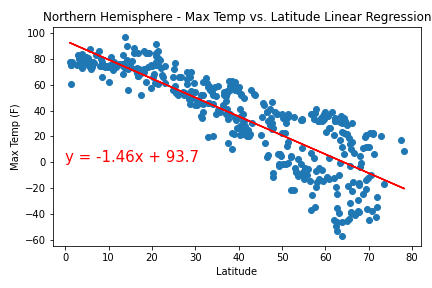 Northern Hemisphere - Max Temp vs. Latitude Linear Regression
100
80
60
40
20
0
−20
−40
−60
Max Temp (F)
y = -1.46x + 93.7
0 10 20 30 40 50 60 70 80
Latitude